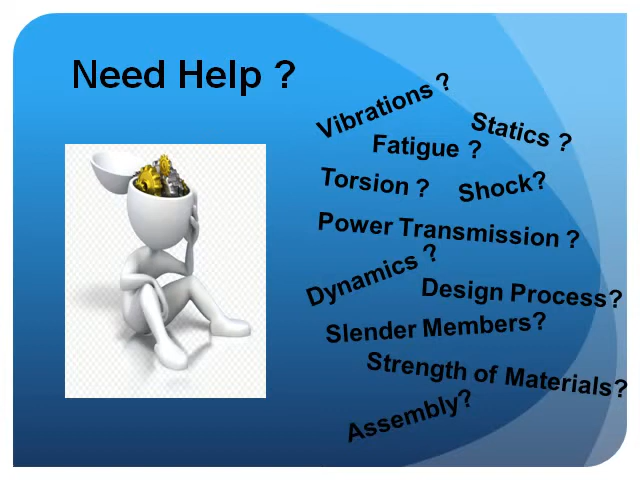 Need Help ?
Vibrations ?
Statics ?
Fatigue ?
Torsion ?
Shock?
Power Transmission ?
Dynamics ?
Design Process?
Slender Members?
Strength of Materials?
Assembly?